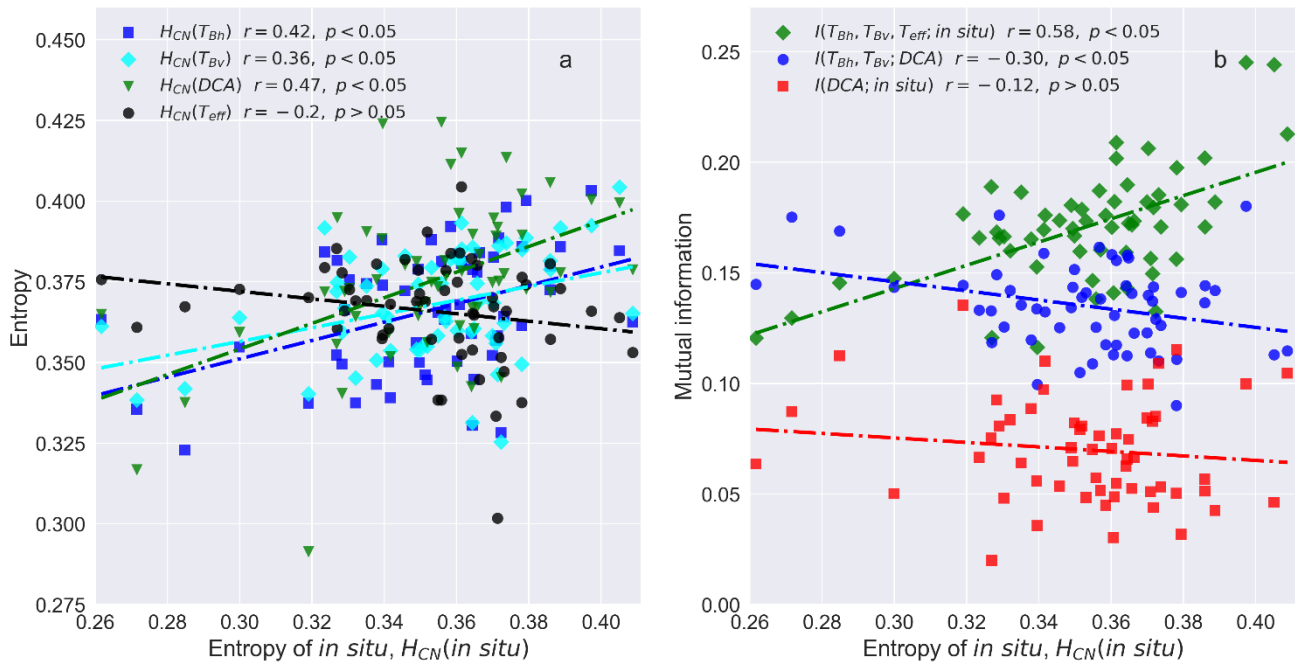 H_CN(T_Bh) r = 0.42, p < 0.05
H_CN(T_Bv) r = 0.36, p < 0.05
H_CN(DCA) r = 0.47, p < 0.05
H_CN(T_eff) r = −0.2, p > 0.05
a
0.450
0.425
0.400
0.375
0.350
0.325
0.300
0.275
Entropy
0.26 0.28 0.30 0.32 0.34 0.36 0.38 0.40
Entropy of in situ, H_CN(in situ)
I(T_Bh, T_Bv, T_eff; in situ) r = 0.58, p < 0.05
I(T_Bh, T_Bv; DCA) r = −0.30, p < 0.05
I(DCA; in situ) r = −0.12, p > 0.05
b
0.25
0.20
0.15
0.10
0.05
0.00
Mutual information
0.26 0.28 0.30 0.32 0.34 0.36 0.38 0.40
Entropy of in situ, H_CN(in situ)